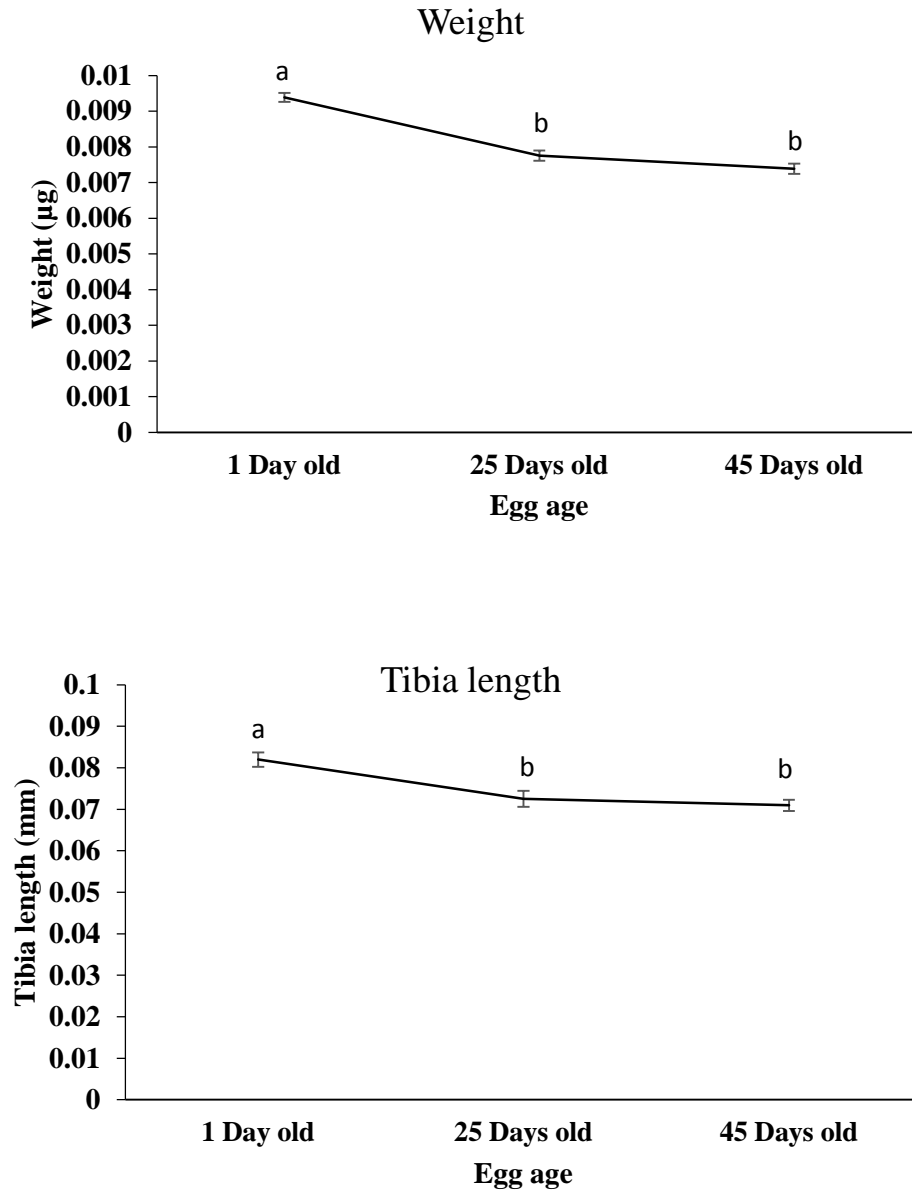 Weight
0.01
0.009
0.008
0.007
0.006
0.005
0.004
0.003
0.002
0.001
0
Weight (µg)
a
b
b
1 Day old
25 Days old
45 Days old
Egg age
Tibia length
0.1
0.09
0.08
0.07
0.06
0.05
0.04
0.03
0.02
0.01
0
Tibia length (mm)
a
b
b
1 Day old
25 Days old
45 Days old
Egg age